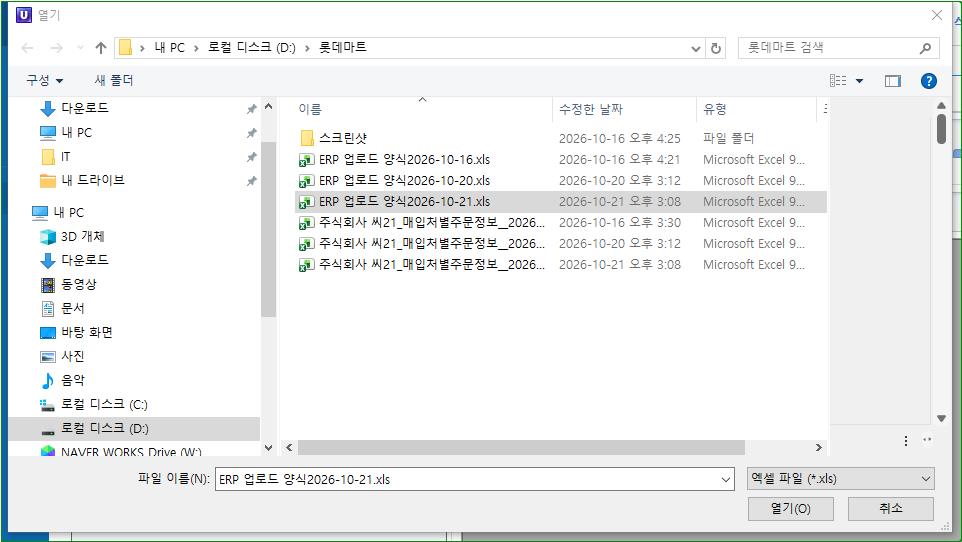 열기
내 PC > 로컬 디스크 (D:) > 롯데마트
롯데마트 검색
구성
새 폴더
다운로드
내 PC
IT
내 드라이브
내 PC
3D 개체
다운로드
동영상
문서
바탕 화면
사진
음악
로컬 디스크 (C:)
로컬 디스크 (D:)
NAVER WORKS Drive (W:)
이름 수정한 날짜 유형
스크린샷 2026-10-16 오후 4:25 파일 폴더
ERP 업로드 양식2026-10-16.xls 2026-10-16 오후 4:21 Microsoft Excel 9...
ERP 업로드 양식2026-10-20.xls 2026-10-20 오후 3:12 Microsoft Excel 9...
ERP 업로드 양식2026-10-21.xls 2026-10-21 오후 3:08 Microsoft Excel 9...
주식회사 씨21_매입처별주문정보__2026... 2026-10-16 오후 3:30 Microsoft Excel 9...
주식회사 씨21_매입처별주문정보__2026... 2026-10-20 오후 3:12 Microsoft Excel 9...
주식회사 씨21_매입처별주문정보__2026... 2026-10-21 오후 3:08 Microsoft Excel 9...
파일 이름(N): ERP 업로드 양식2026-10-21.xls
엑셀 파일 (*.xls)
열기(O)
취소